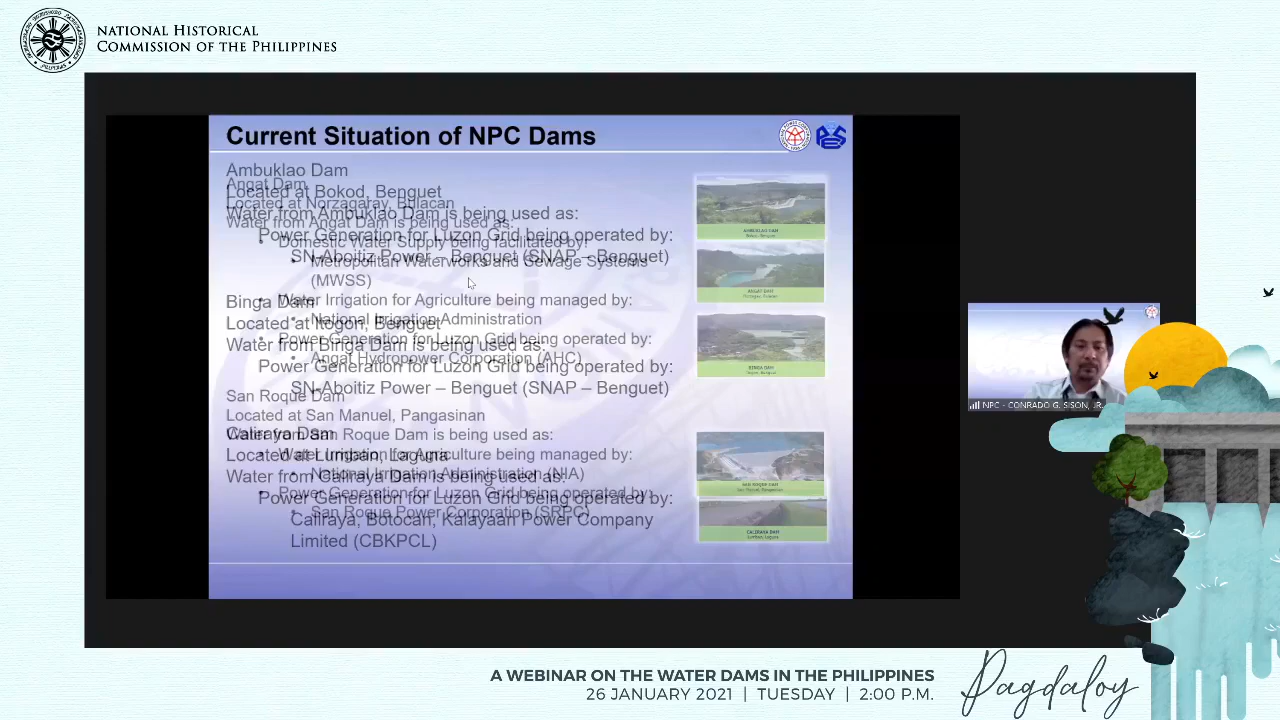 NATIONAL HISTORICAL
COMMISSION OF THE PHILIPPINES
Current Situation of NPC Dams
Ambuklao Dam
Located at Bokod, Benguet
Water from Ambuklao Dam is being used as:
Power Generation for Luzon Grid being operated by:
SN-Aboitiz Power – Benguet (SNAP – Benguet)
Binga Dam
Located at Itogon, Benguet
Water from Binga Dam is being used as:
Power Generation for Luzon Grid being operated by:
SN-Aboitiz Power – Benguet (SNAP – Benguet)
Caliraya Dam
Located at Lumban, Laguna
Water from Caliraya Dam is being used as:
Power Generation for Luzon Grid being operated by:
Caliraya, Botocan, Kalayaan Power Company
Limited (CBKPCL)
Angat Dam
Located at Norzagaray, Bulacan
Water from Angat Dam is being used as:
• Domestic Water Supply being facilitated by:
• Metropolitan Waterworks and Sewage Systems
(MWSS)
• Water Irrigation for Agriculture being managed by:
• National Irrigation Administration
• Power Generation for Luzon Grid being operated by:
• Angat Hydropower Corporation (AHC)
San Roque Dam
Located at San Manuel, Pangasinan
Water from San Roque Dam is being used as:
• Water Irrigation for Agriculture being managed by:
• National Irrigation Administration (NIA)
• Power Generation for Luzon Grid being operated by:
• San Roque Power Corporation (SRPC)
AMBUKLAO DAM
Bokod, Benguet
ANGAT DAM
BINGA DAM
SAN ROQUE DAM
CALIRAYA DAM
Lumban, Laguna
NPC - CONRADO G. SISON, JR.
A WEBINAR ON THE WATER DAMS IN THE PHILIPPINES
26 JANUARY 2021 | TUESDAY | 2:00 P.M.
Pagdaloy